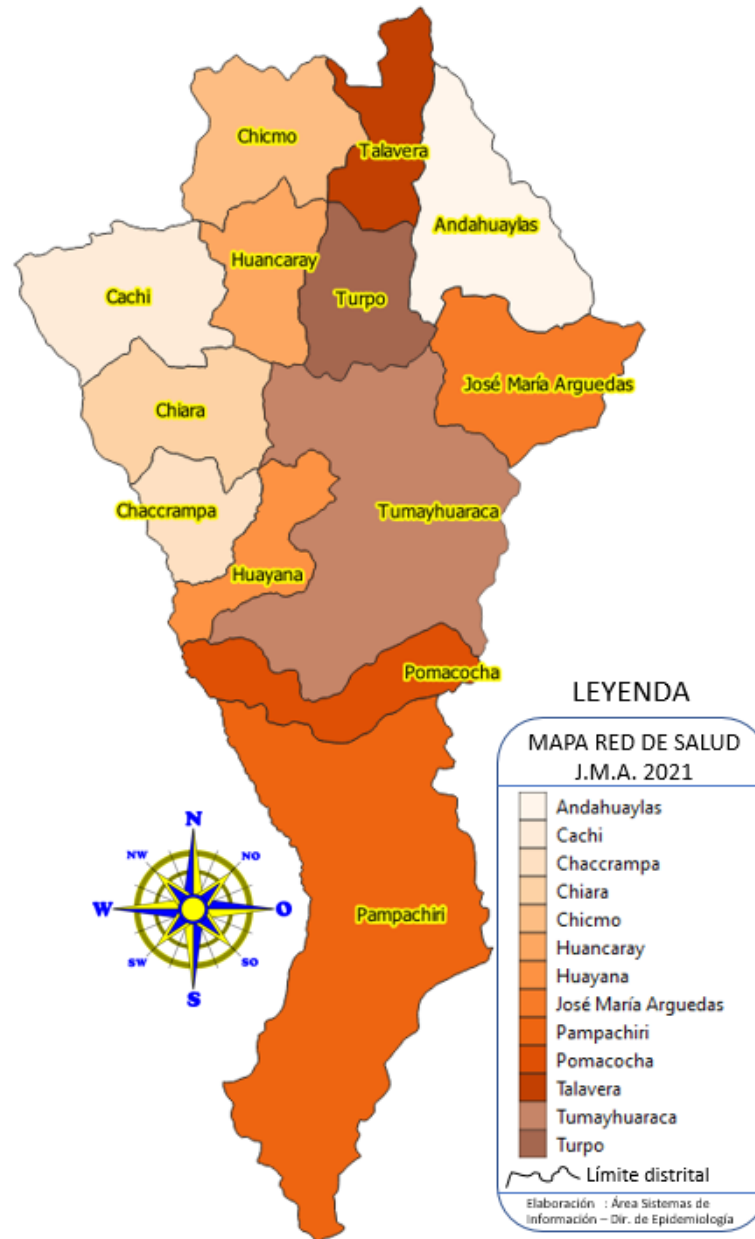 Chicmo
Talavera
Andahuaylas
Huancaray
Cachi
Turpo
José María Arguedas
Chiara
Chaccrampa
Tumayhuaraca
Huayana
Pomacocha
Pampachiri
N
NW
NO
W
O
SW
SO
S
LEYENDA
MAPA RED DE SALUD
J.M.A. 2021
Andahuaylas
Cachi
Chaccrampa
Chiara
Chicmo
Huancaray
Huayana
José María Arguedas
Pampachiri
Pomacocha
Talavera
Tumayhuaraca
Turpo
Límite distrital
Elaboración : Área Sistemas de
Información – Dir. de Epidemiología